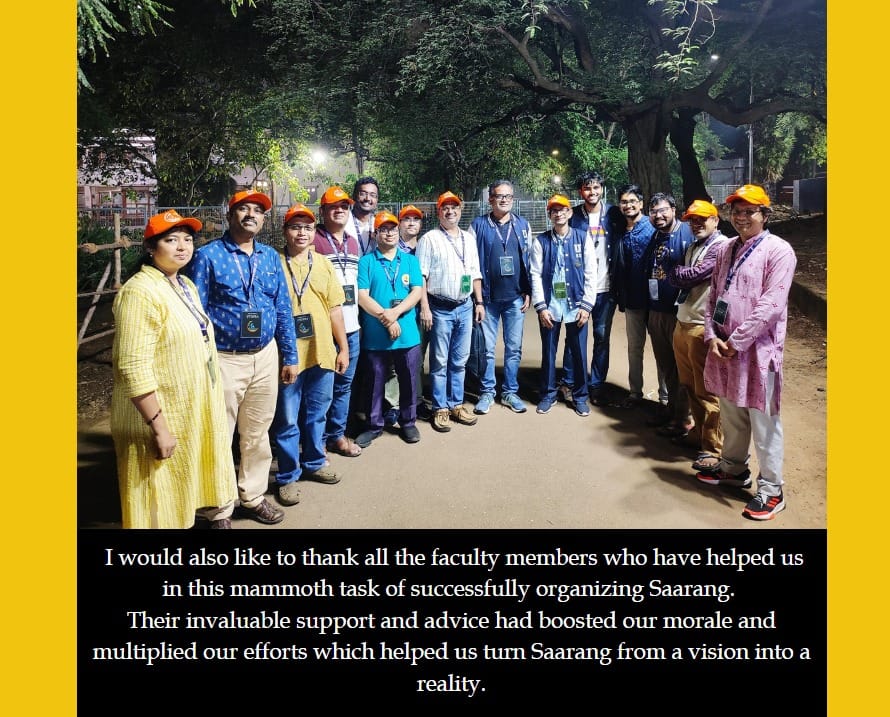 I would also like to thank all the faculty members who have helped us
in this mammoth task of successfully organizing Saarang.
Their invaluable support and advice had boosted our morale and
multiplied our efforts which helped us turn Saarang from a vision into a
reality.